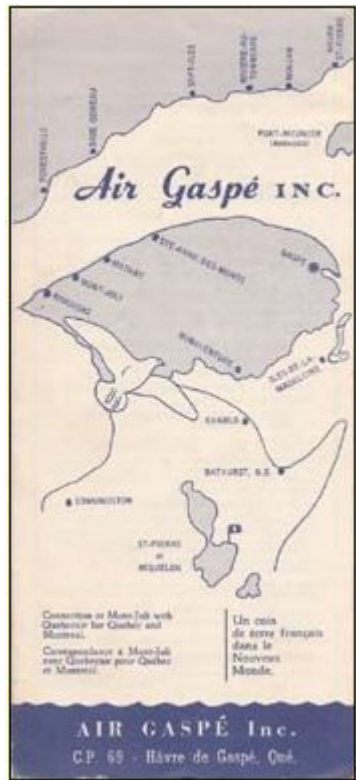 FORESTVILLE
BAIE COMEAU
SEPT-ILES
RIVIERE-AU-
TONNERRE
MINGAN
HAVRE
ST-PIERRE
PORT-MEUNIER
(ANTICOSTI)
Air Gaspé INC.
STE-ANNE-DES-MONTS
GASPÉ
MATANE
MONT-JOLI
RIMOUSKI
BONAVENTURE
ILES-DE-LA-
MADELEINE
CHARLO
BATHURST, N.B.
EDMUNDSTON
ST-PIERRE
et
MIQUELON
Connection at Mont-Joli with
Quebecair for Quebec and
Montreal.
Correspondance à Mont-Joli
avec Quebecair pour Québec
et Montréal.
Un coin
de terre français
dans le
Nouveau
Monde.
AIR GASPÉ Inc.
C.P. 69 - Hâvre de Gaspé, Qué.